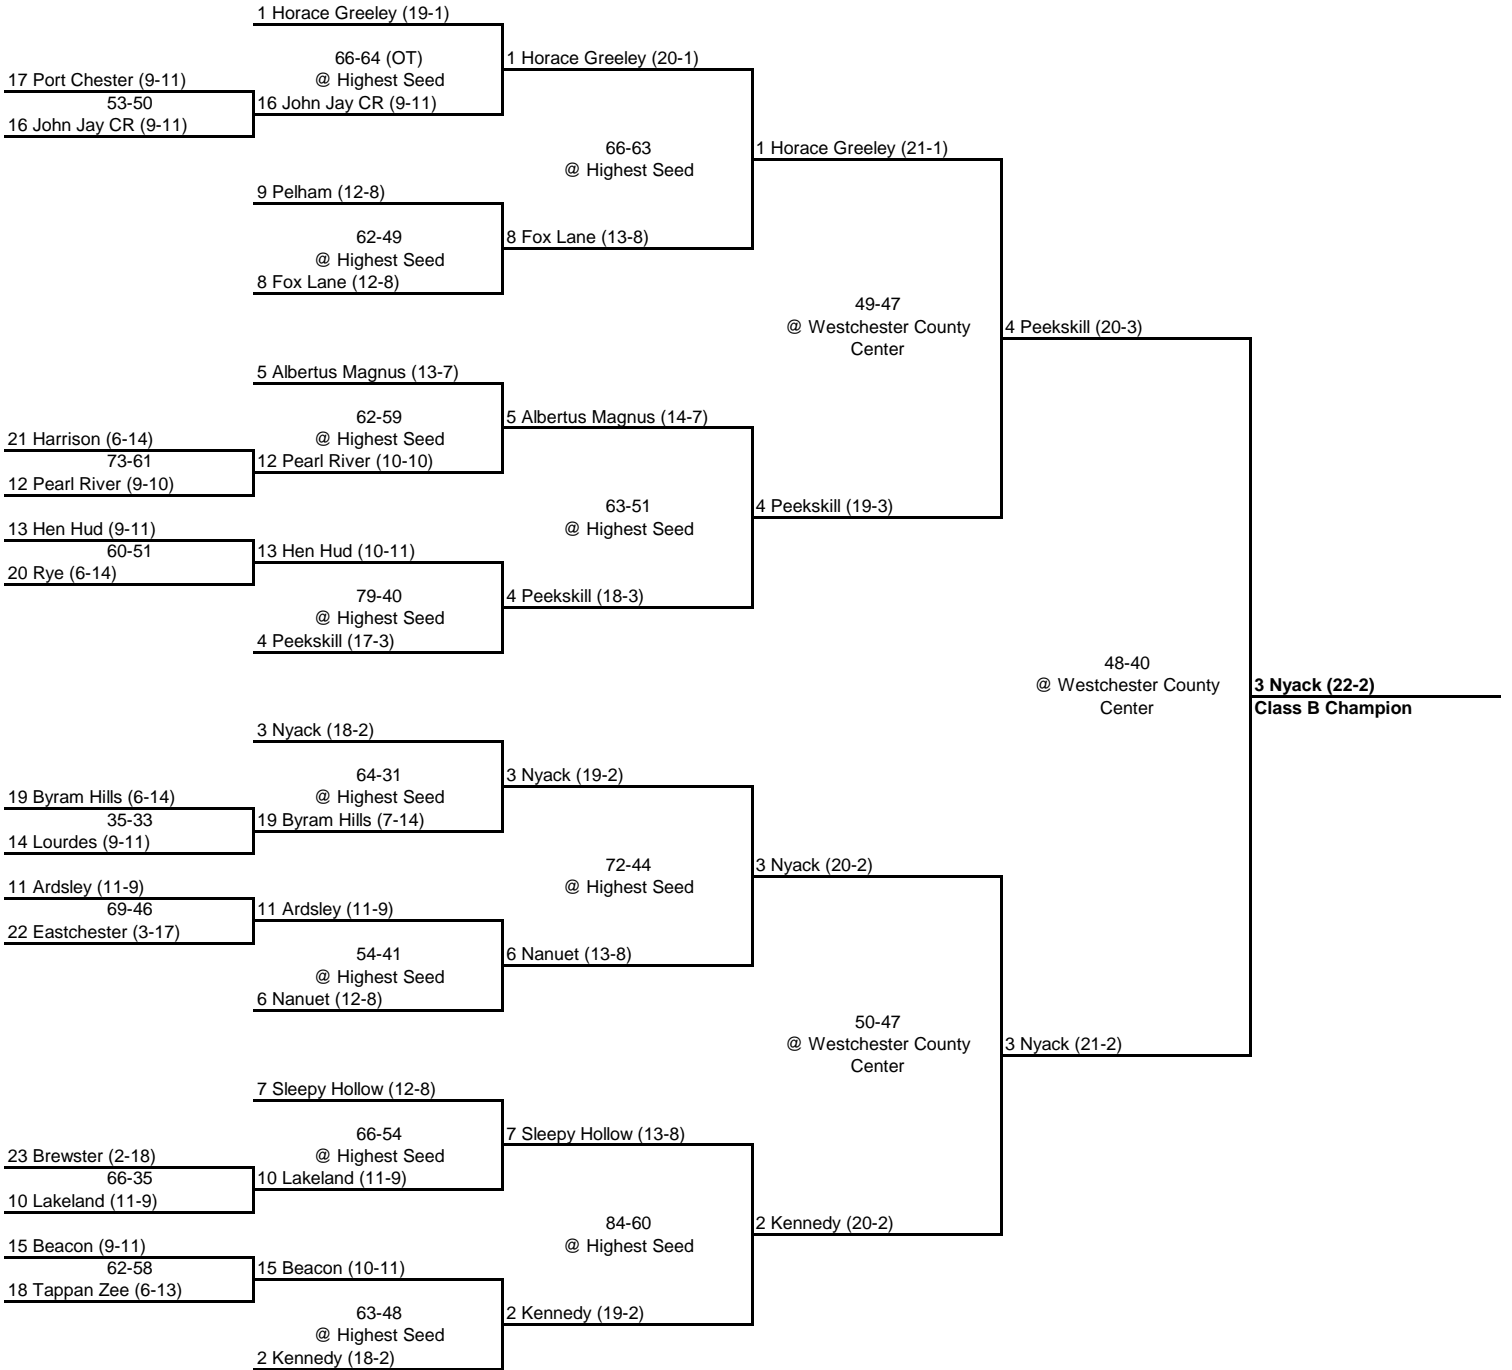 1 Horace Greeley (19-1)
66-64 (OT)
@ Highest Seed
1 Horace Greeley (20-1)
17 Port Chester (9-11)
53-50
16 John Jay CR (9-11)
16 John Jay CR (9-11)
66-63
@ Highest Seed
1 Horace Greeley (21-1)
9 Pelham (12-8)
62-49
@ Highest Seed
8 Fox Lane (13-8)
8 Fox Lane (12-8)
49-47
@ Westchester County
Center
4 Peekskill (20-3)
5 Albertus Magnus (13-7)
62-59
@ Highest Seed
5 Albertus Magnus (14-7)
21 Harrison (6-14)
73-61
12 Pearl River (10-10)
12 Pearl River (9-10)
63-51
@ Highest Seed
4 Peekskill (19-3)
13 Hen Hud (9-11)
60-51
13 Hen Hud (10-11)
20 Rye (6-14)
79-40
@ Highest Seed
4 Peekskill (18-3)
4 Peekskill (17-3)
48-40
@ Westchester County
Center
3 Nyack (22-2)
Class B Champion
3 Nyack (18-2)
64-31
@ Highest Seed
3 Nyack (19-2)
19 Byram Hills (6-14)
35-33
19 Byram Hills (7-14)
14 Lourdes (9-11)
72-44
@ Highest Seed
3 Nyack (20-2)
11 Ardsley (11-9)
69-46
11 Ardsley (11-9)
22 Eastchester (3-17)
54-41
@ Highest Seed
6 Nanuet (13-8)
6 Nanuet (12-8)
50-47
@ Westchester County
Center
3 Nyack (21-2)
7 Sleepy Hollow (12-8)
66-54
@ Highest Seed
7 Sleepy Hollow (13-8)
23 Brewster (2-18)
66-35
10 Lakeland (11-9)
10 Lakeland (11-9)
84-60
@ Highest Seed
2 Kennedy (20-2)
15 Beacon (9-11)
62-58
15 Beacon (10-11)
18 Tappan Zee (6-13)
63-48
@ Highest Seed
2 Kennedy (19-2)
2 Kennedy (18-2)